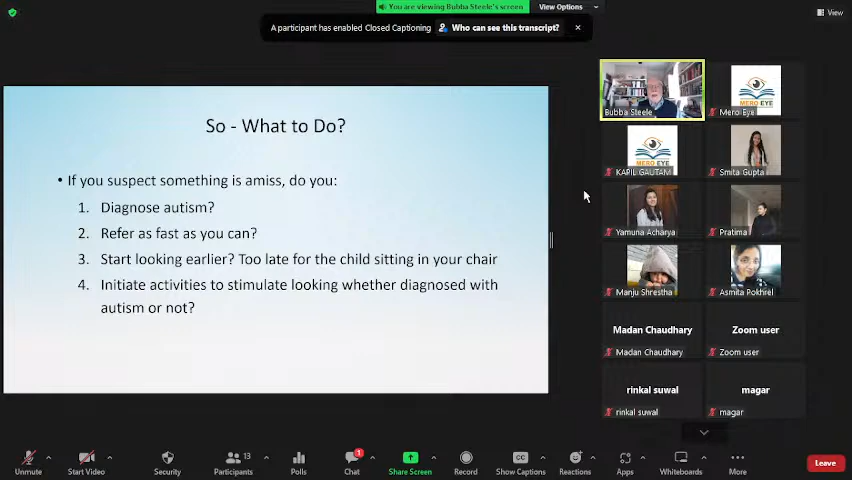 You are viewing Bubba Steele's screen
View Options
View
A participant has enabled Closed Captioning
Who can see this transcript?
So - What to Do?
• If you suspect something is amiss, do you:
1. Diagnose autism?
2. Refer as fast as you can?
3. Start looking earlier? Too late for the child sitting in your chair
4. Initiate activities to stimulate looking whether diagnosed with
autism or not?
Bubba Steele
MERO EYE
Mero Eye
MERO EYE
KAPIL GAUTAM
Smita Gupta
Yamuna Acharya
Pratima
Manju Shrestha
Asmita Pokhrel
Madan Chaudhary
Madan Chaudhary
Zoom user
Zoom user
rinkal suwal
rinkal suwal
magar
magar
Unmute
Start Video
Security
13
Participants
Polls
1
Chat
Share Screen
Record
CC
Show Captions
Reactions
Apps
Whiteboards
More
Leave